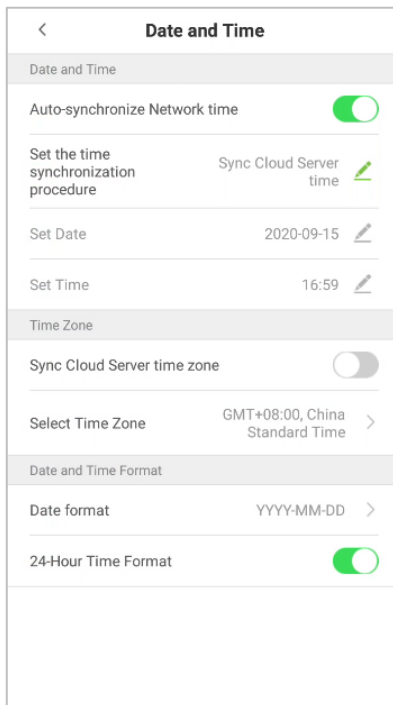 Date and Time
Date and Time
Auto-synchronize Network time
Set the time
synchronization
procedure
Sync Cloud Server
time
Set Date
2020-09-15
Set Time
16:59
Time Zone
Sync Cloud Server time zone
Select Time Zone
GMT+08:00, China
Standard Time
Date and Time Format
Date format
YYYY-MM-DD
24-Hour Time Format